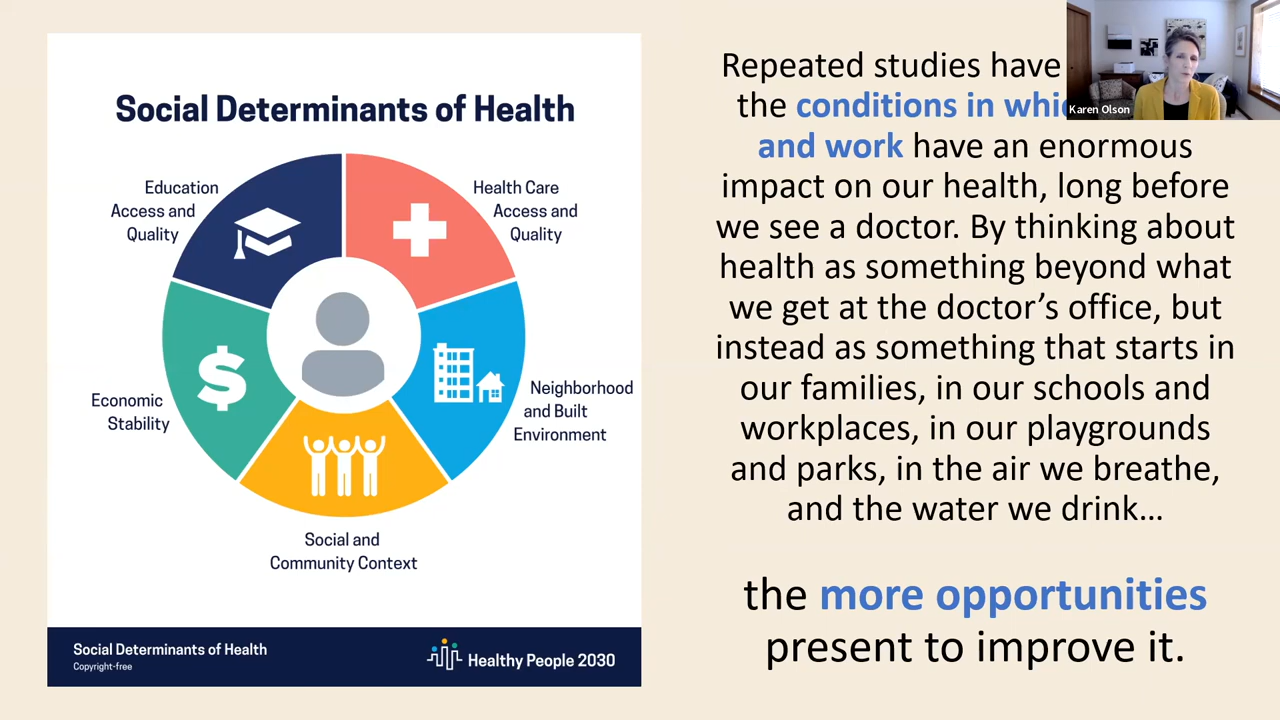 Social Determinants of Health
Education
Access and
Quality
Health Care
Access and
Quality
Economic
Stability
Neighborhood
and Built
Environment
Social and
Community Context
Social Determinants of Health
Copyright-free
Healthy People 2030
Repeated studies have
the conditions in
and work have an enormous
impact on our health, long before
we see a doctor. By thinking about
health as something beyond what
we get at the doctor’s office, but
instead as something that starts in
our families, in our schools and
workplaces, in our playgrounds
and parks, in the air we breathe,
and the water we drink…
the more opportunities
present to improve it.
Karen Olson